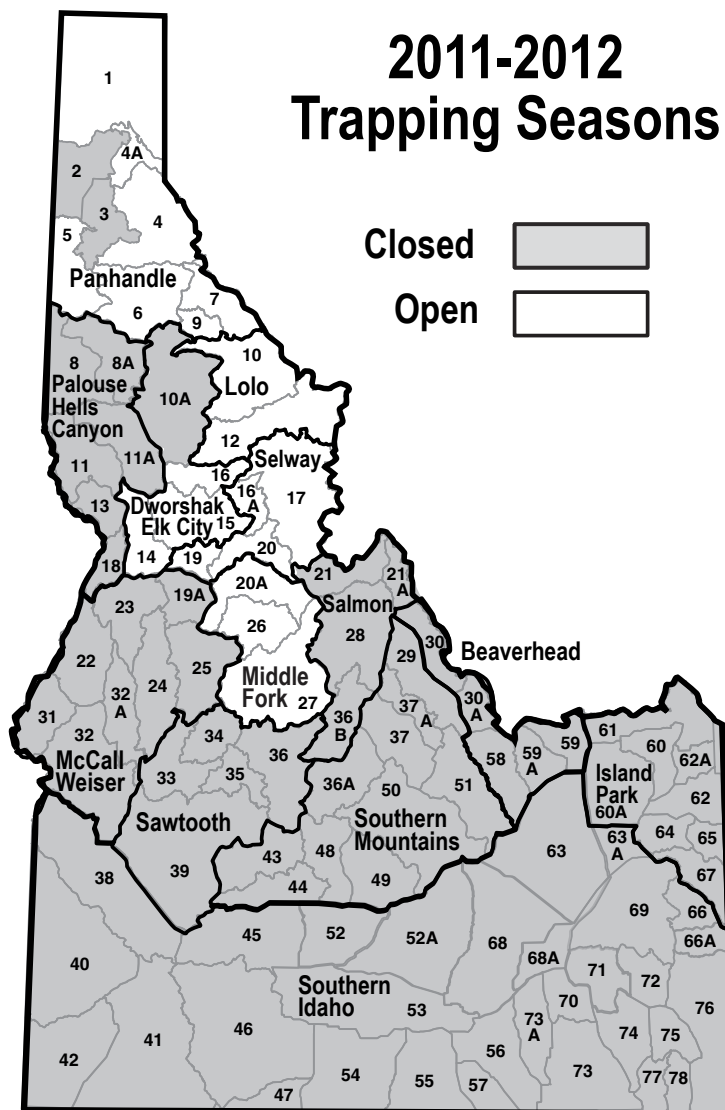 2011-2012
Trapping Seasons
Closed
Open
1
2
4A
3
4
5
Panhandle
6
7
9
8
8A
10A
10
Palouse
Hells
Canyon
Lolo
12
11
11A
Selway
16
16
A
17
13
Dworshak
Elk City
15
14
18
19
20
20A
21
21
A
19A
23
Salmon
26
28
30
Beaverhead
22
25
24
32
A
Middle
Fork
27
29
37
A
30
A
31
32
McCall
Weiser
34
36
36
B
37
58
59
A
59
61
60
62A
33
35
36A
50
51
Island
Park
60A
62
Sawtooth
Southern
Mountains
39
43
48
44
49
63
63
A
64
65
67
38
45
52
52A
68
68A
69
66
66A
40
71
72
76
Southern
Idaho
53
73
A
70
74
75
41
46
56
42
47
54
55
57
73
77
78